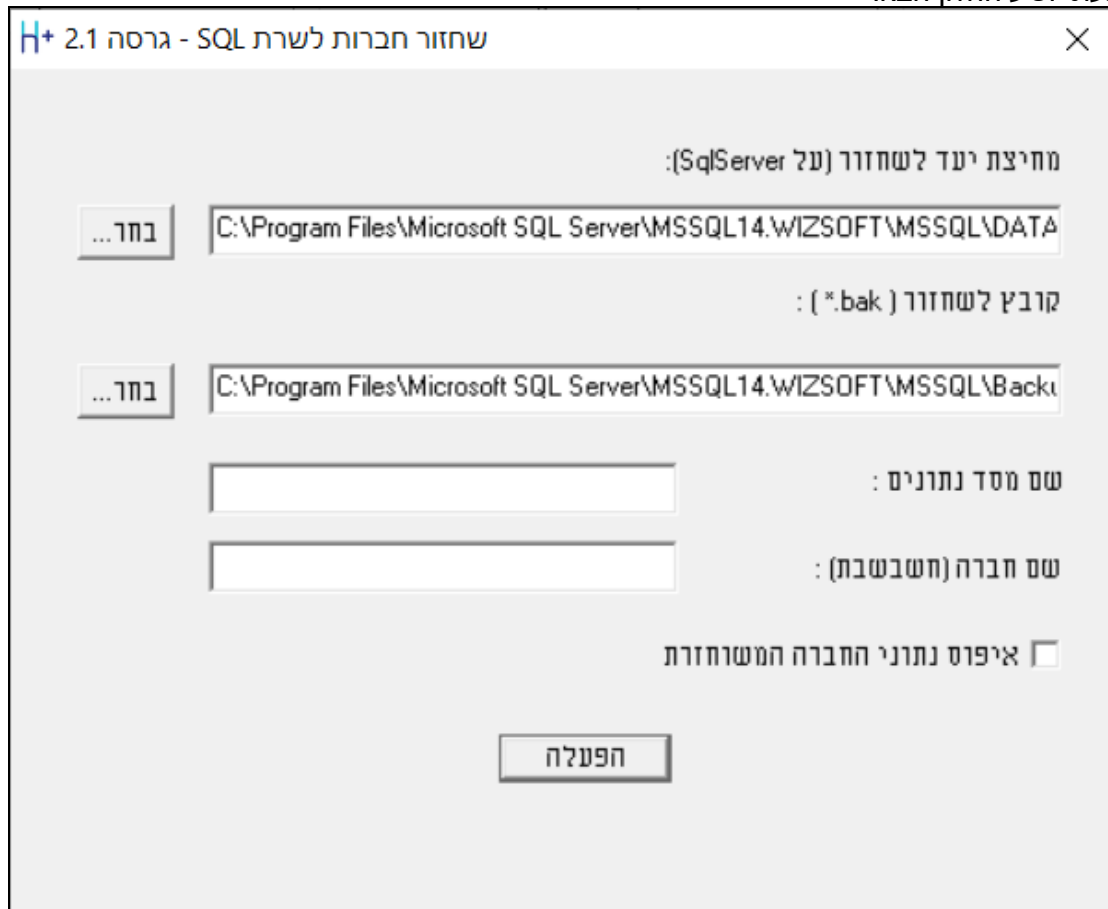 שחזור חברות לשרת SQL - גרסה 2.1
מחיצת יעד לשחזור (על SqlServer):
C:\Program Files\Microsoft SQL Server\MSSQL14.WIZSOFT\MSSQL\DATA
בחר...
קובץ לשחזור ( bak.* ) :
C:\Program Files\Microsoft SQL Server\MSSQL14.WIZSOFT\MSSQL\Backu
בחר...
שם מסד נתונים :
שם חברה (חשבשבת) :
איפוס נתוני החברה המשוחזרת
הפעלה